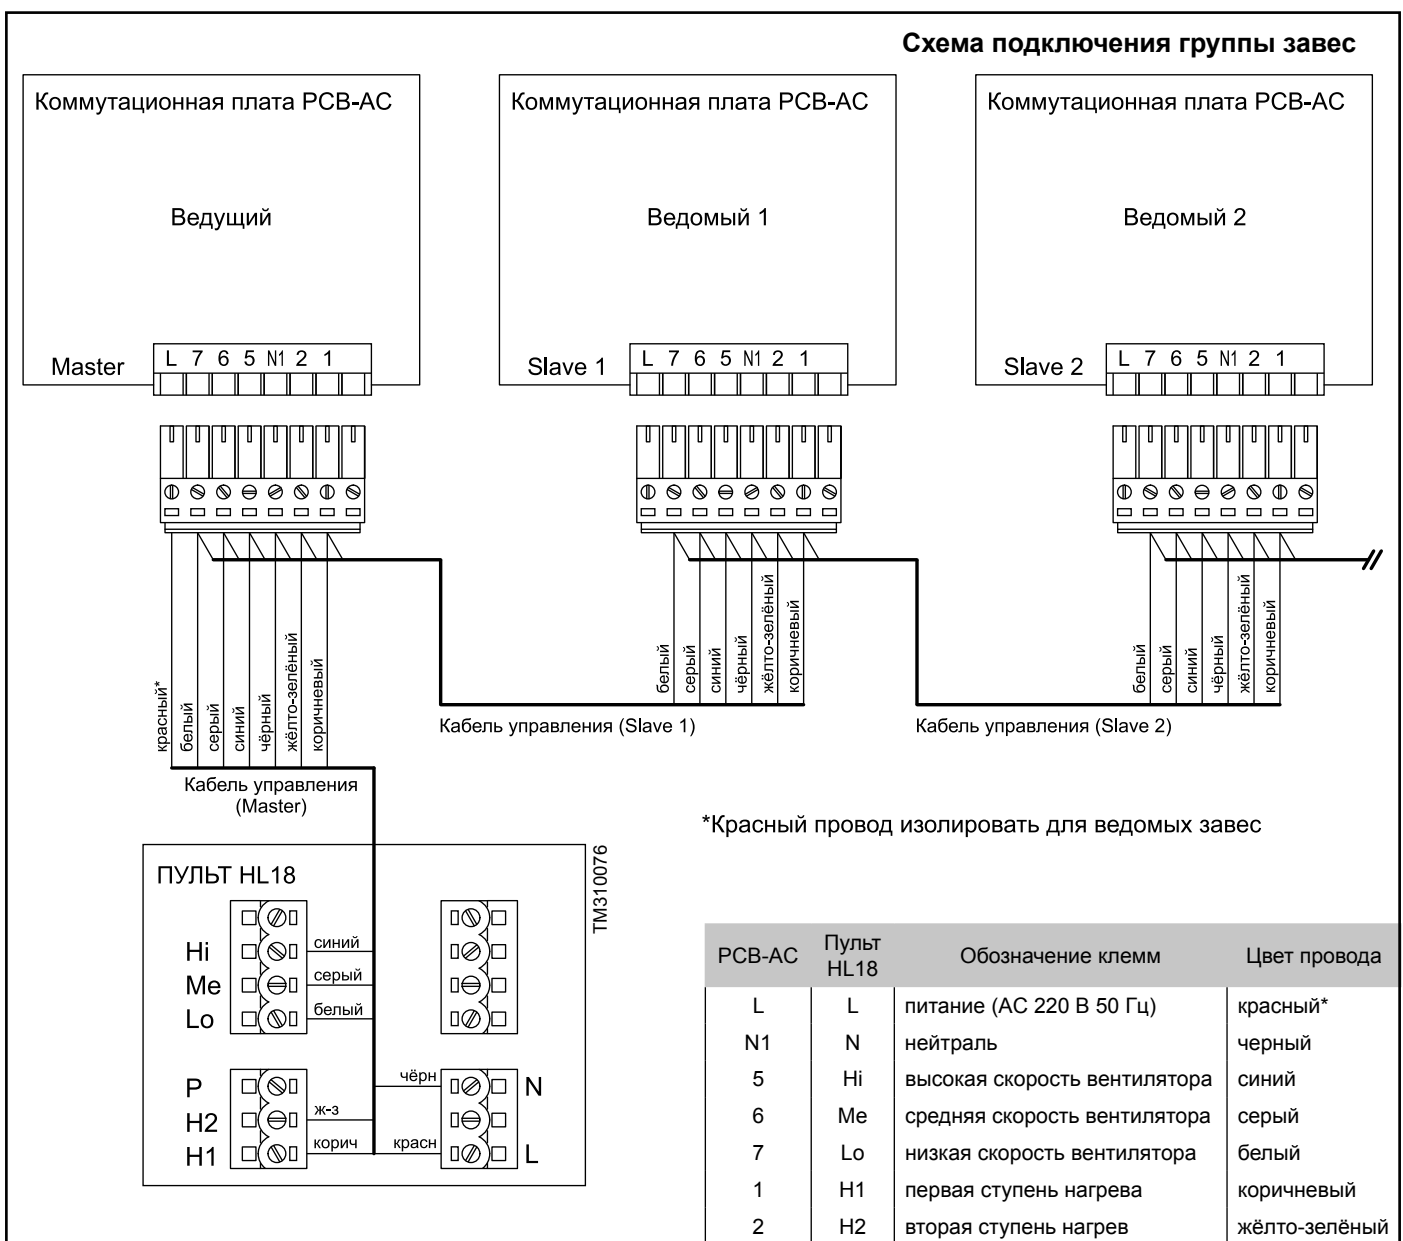 Схема подключения группы завес
Коммутационная плата PCB-AC
Ведущий
Master
L 7 6 5 N1 2 1
Коммутационная плата PCB-AC
Ведомый 1
Slave 1
L 7 6 5 N1 2 1
Коммутационная плата PCB-AC
Ведомый 2
Slave 2
L 7 6 5 N1 2 1
красный*
белый
серый
синий
чёрный
жёлто-зелёный
коричневый
Кабель управления
(Master)
белый
серый
синий
чёрный
жёлто-зелёный
коричневый
Кабель управления (Slave 1)
белый
серый
синий
чёрный
жёлто-зелёный
коричневый
Кабель управления (Slave 2)
*Красный провод изолировать для ведомых завес
ПУЛЬТ HL18
TM310076
Hi синий
Me серый
Lo белый
P чёрн N
H2 ж-з
H1 корич красн L
PCB-AC Пульт HL18 Обозначение клемм Цвет провода
L L питание (АС 220 В 50 Гц) красный*
N1 N нейтраль черный
5 Hi высокая скорость вентилятора синий
6 Me средняя скорость вентилятора серый
7 Lo низкая скорость вентилятора белый
1 H1 первая ступень нагрева коричневый
2 H2 вторая ступень нагрев жёлто-зелёный